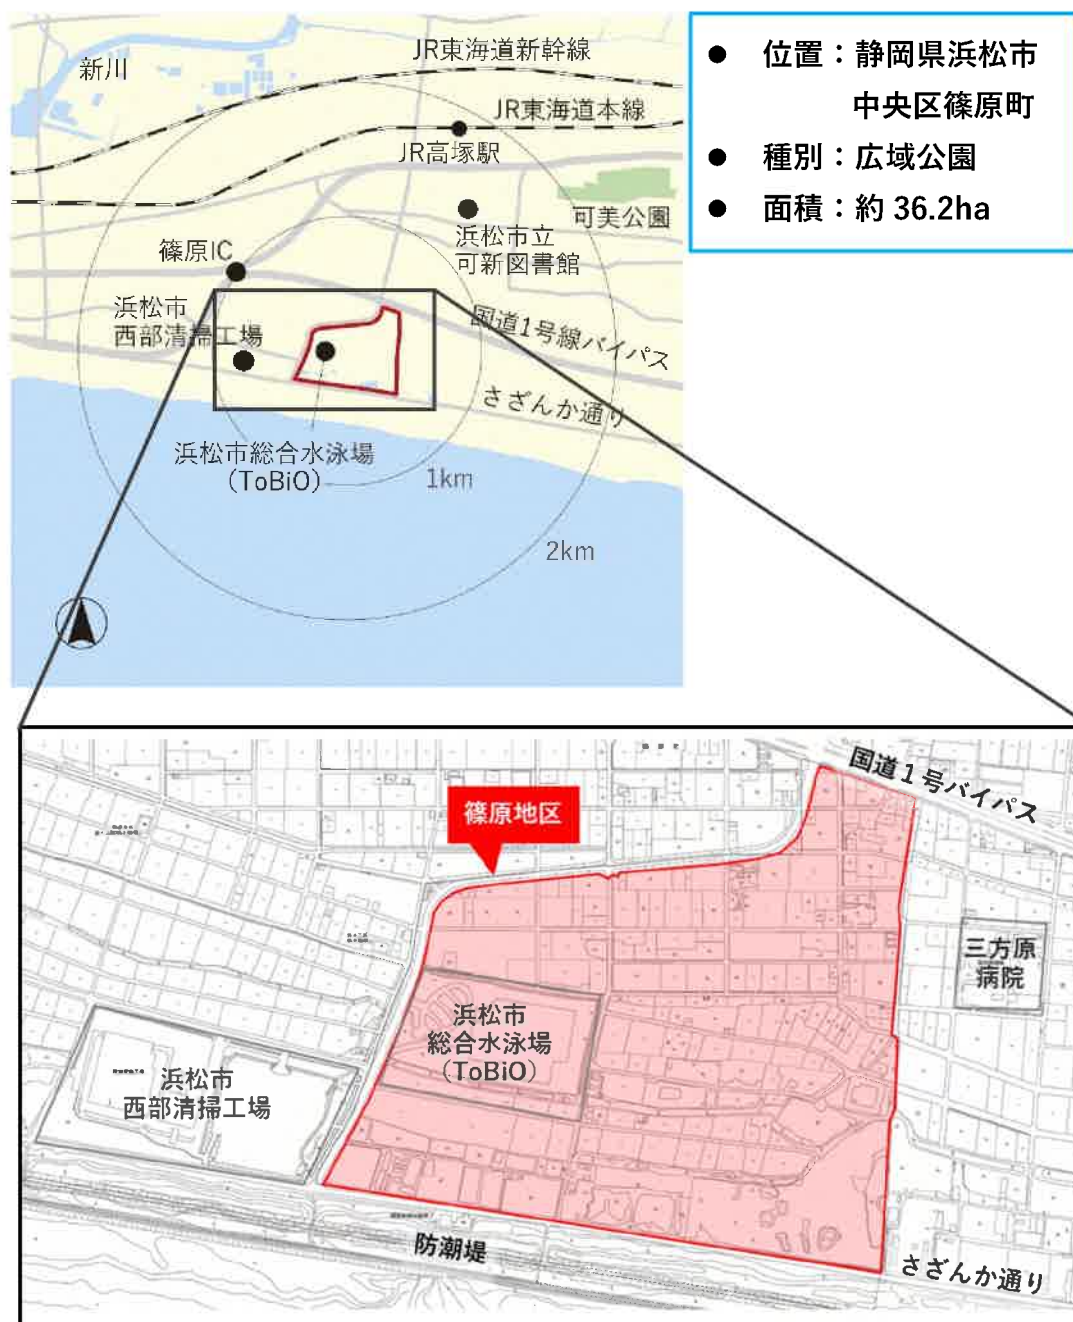 新川
JR東海道新幹線
JR東海道本線
JR高塚駅
可美公園
浜松市立
可新図書館
篠原IC
浜松市
西部清掃工場
国道1号線バイパス
さざんか通り
浜松市総合水泳場
（ToBiO）
1km
2km
● 位置：静岡県浜松市
中央区篠原町
● 種別：広域公園
● 面積：約 36.2ha
国道１号バイパス
篠原地区
三方原
病院
浜松市
総合水泳場
（ToBiO）
浜松市
西部清掃工場
防潮堤
さざんか通り